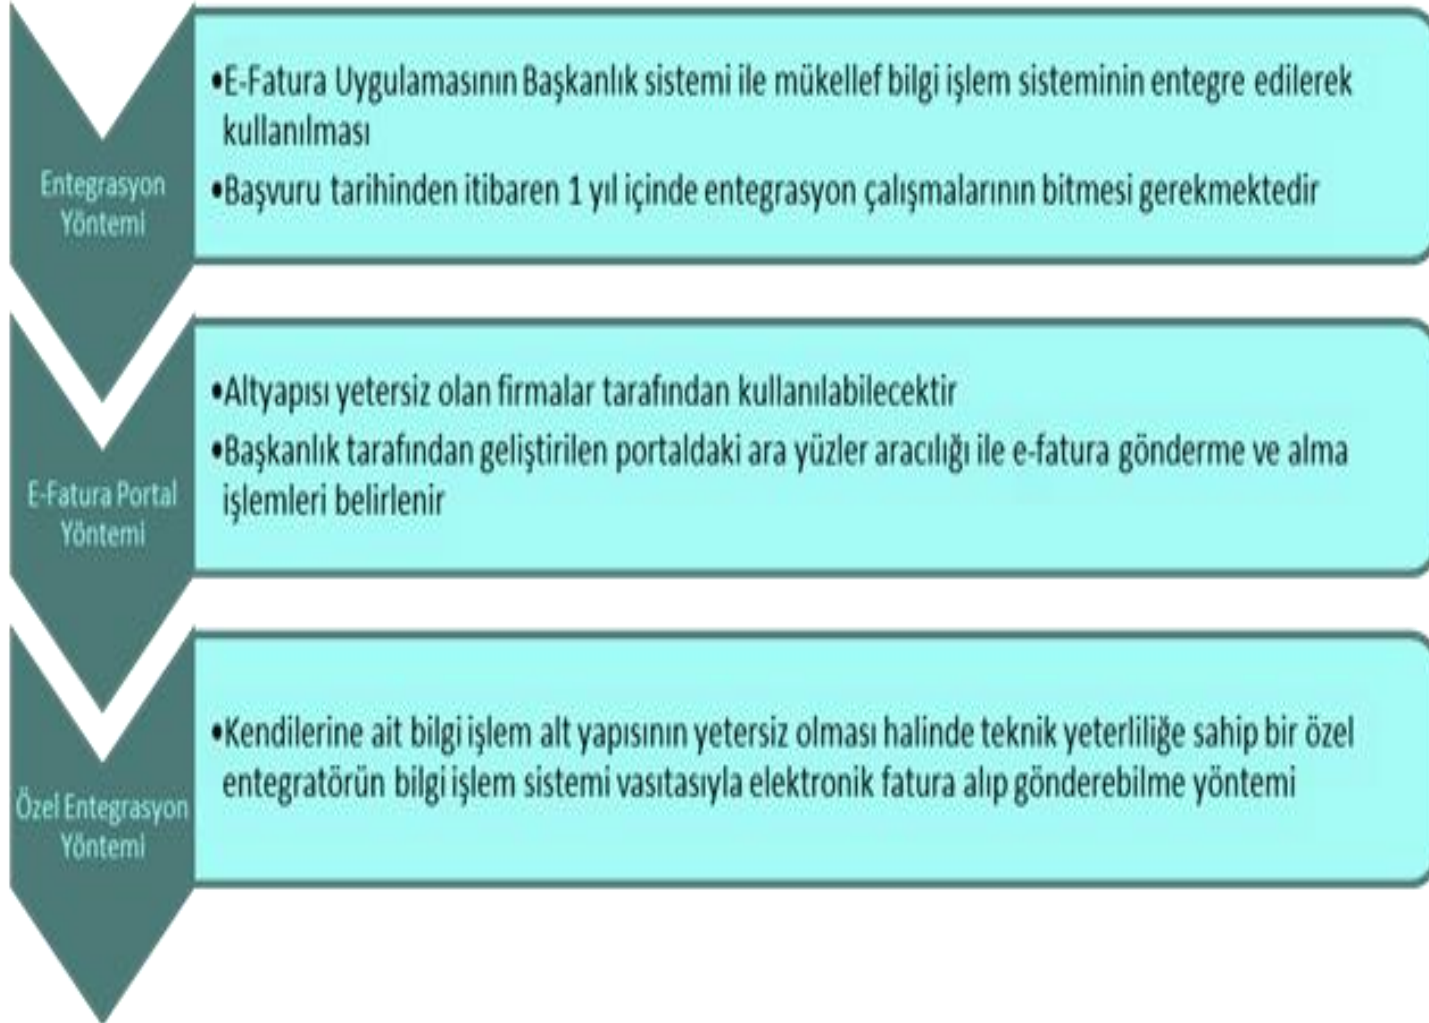 Entegrasyon
Yöntemi
•E-Fatura Uygulamasının Başkanlık sistemi ile mükellef bilgi işlem sisteminin entegre edilerek
kullanılması
•Başvuru tarihinden itibaren 1 yıl içinde entegrasyon çalışmalarının bitmesi gerekmektedir
E-Fatura Portal
Yöntemi
•Altyapısı yetersiz olan firmalar tarafından kullanılabilecektir
•Başkanlık tarafından geliştirilen portaldaki ara yüzler aracılığı ile e-fatura gönderme ve alma
işlemleri belirlenir
Özel Entegrasyon
Yöntemi
•Kendilerine ait bilgi işlem alt yapısının yetersiz olması halinde teknik yeterliliğe sahip bir özel
entegratörün bilgi işlem sistemi vasıtasıyla elektronik fatura alıp gönderebilme yöntemi